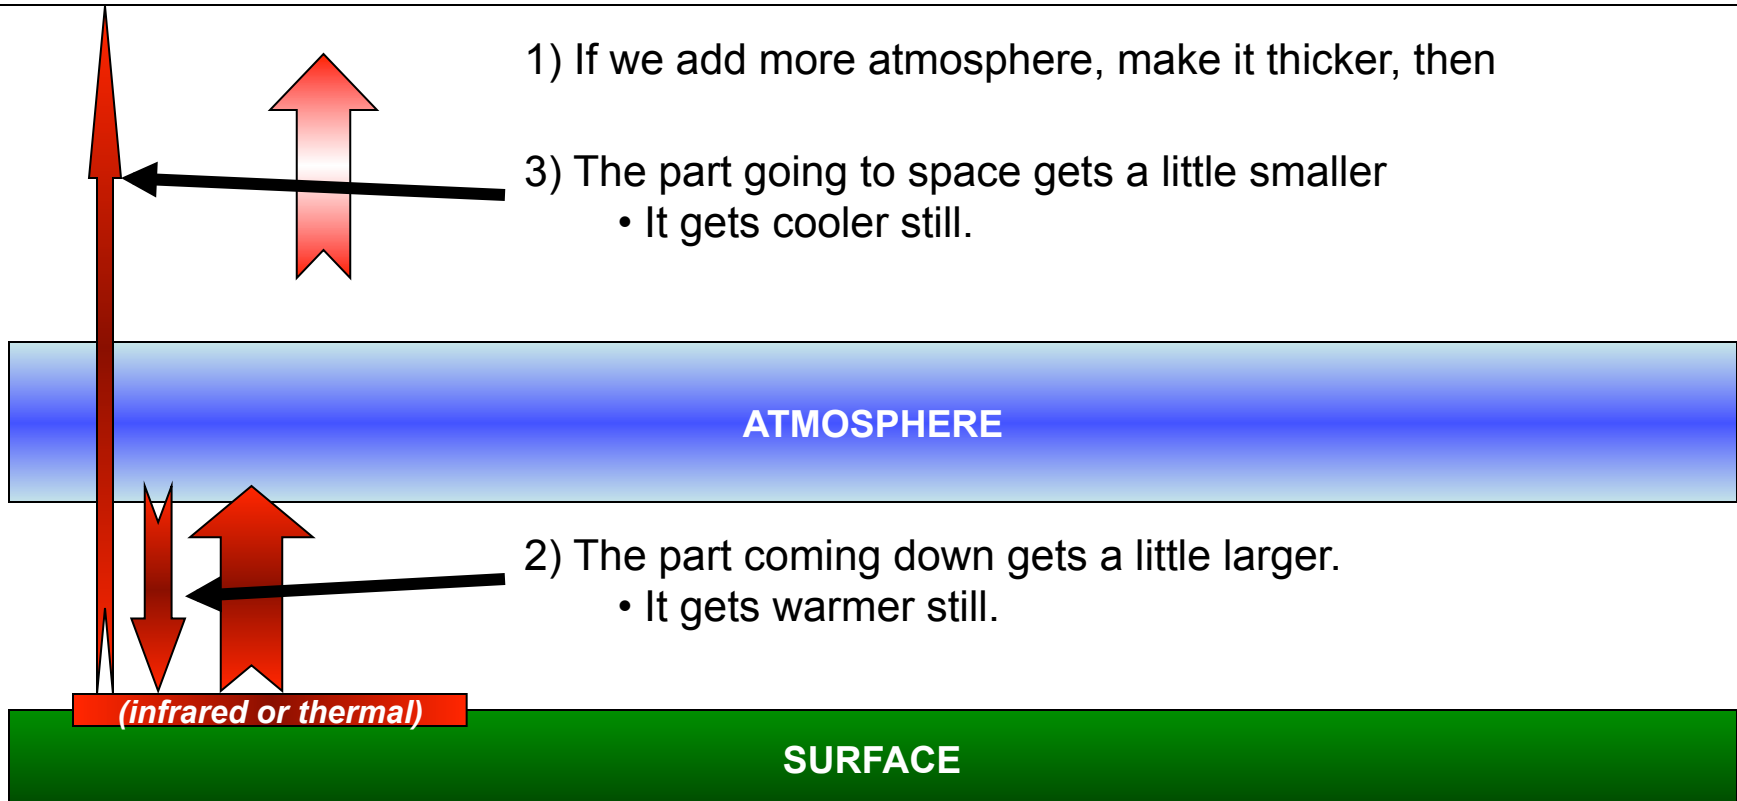 1) If we add more atmosphere, make it thicker, then
3) The part going to space gets a little smaller
• It gets cooler still.
ATMOSPHERE
2) The part coming down gets a little larger.
• It gets warmer still.
(infrared or thermal)
SURFACE